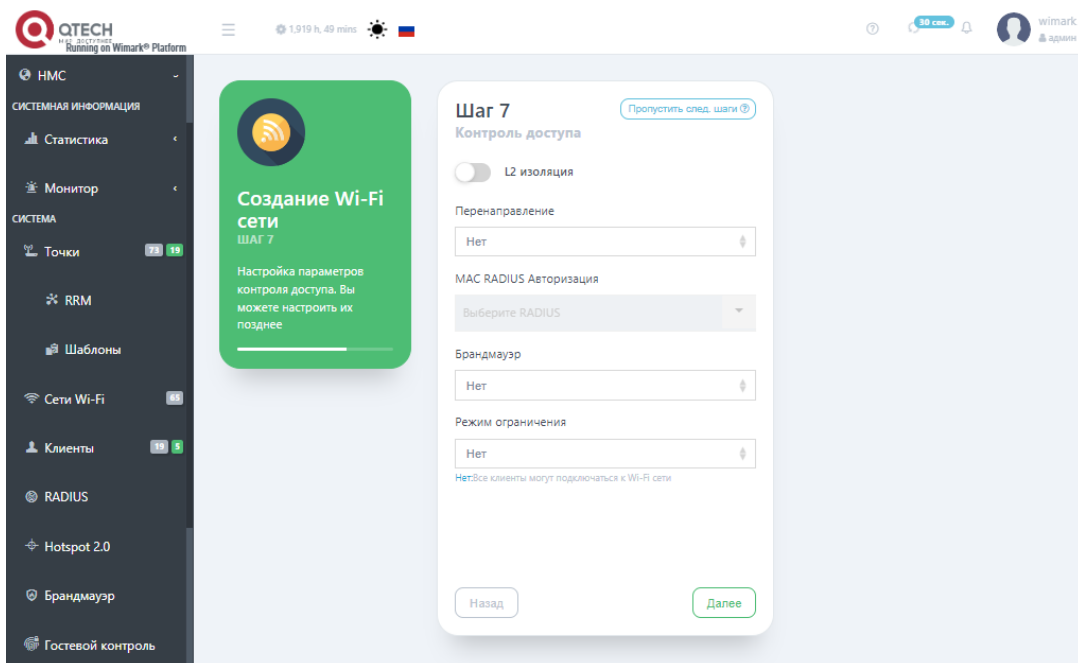 QTECH
МАС ДОСТУПНЕЕ
Running on Wimark® Platform
1,919 h, 49 mins
30 сек.
wimark
админ
НМС
СИСТЕМНАЯ ИНФОРМАЦИЯ
Статистика
Монитор
СИСТЕМА
Точки 73 19
RRM
Шаблоны
Сети Wi-Fi 65
Клиенты 19 5
RADIUS
Hotspot 2.0
Брандмауэр
Гостевой контроль
Создание Wi-Fi
сети
ШАГ 7
Настройка параметров
контроля доступа. Вы
можете настроить их
позднее
Шаг 7
Пропустить след. шаги
Контроль доступа
L2 изоляция
Перенаправление
Нет
MAC RADIUS Авторизация
Выберите RADIUS
Брандмауэр
Нет
Режим ограничения
Нет
Нет:Все клиенты могут подключаться к Wi-Fi сети
Назад
Далее